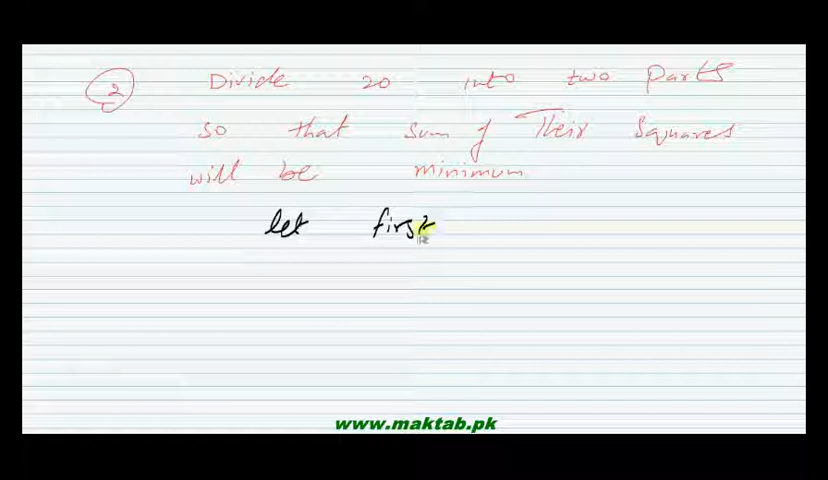 2 Divide 20 into two Parts
so that sum of Their Squares
will be minimum
let first
www.maktab.pk